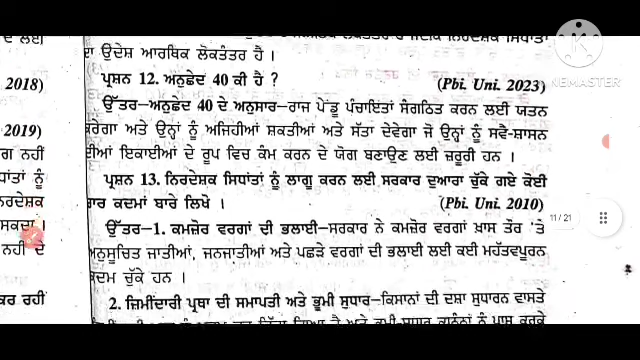 ਦਾ ਉਦੇਸ਼ ਆਰਥਿਕ ਲੋਕਤੰਤਰ ਹੈ ।
ਪ੍ਰਸ਼ਨ 12. ਅਨੁਛੇਦ 40 ਕੀ ਹੈ ? (Pbi. Uni. 2023)
2018)
ਉੱਤਰ-ਅਨੁਛੇਦ 40 ਦੇ ਅਨੁਸਾਰ-ਰਾਜ ਪੇਂਡੂ ਪੰਚਾਇਤਾਂ ਸੰਗਠਿਤ ਕਰਨ ਲਈ ਯਤਨ
2019)
ਕਰੇਗਾ ਅਤੇ ਉਨ੍ਹਾਂ ਨੂੰ ਅਜਿਹੀਆਂ ਸ਼ਕਤੀਆਂ ਅਤੇ ਸੱਤਾ ਦੇਵੇਗਾ ਜੋ ਉਨ੍ਹਾਂ ਨੂੰ ਸਵੈ-ਸ਼ਾਸਨ
ਨਹੀਂ
ਦੀਆਂ ਇਕਾਈਆਂ ਦੇ ਰੂਪ ਵਿਚ ਕੰਮ ਕਰਨ ਦੇ ਯੋਗ ਬਣਾਉਣ ਲਈ ਜ਼ਰੂਰੀ ਹਨ ।
ਪ੍ਰਸ਼ਨ 13. ਨਿਰਦੇਸ਼ਕ ਸਿਧਾਂਤਾਂ ਨੂੰ ਲਾਗੂ ਕਰਨ ਲਈ ਸਰਕਾਰ ਦੁਆਰਾ ਚੁੱਕੇ ਗਏ ਕੋਈ
ਚਾਰ ਕਦਮਾਂ ਬਾਰੇ ਲਿਖੋ । (Pbi. Uni. 2010)
ਉੱਤਰ-1. ਕਮਜ਼ੋਰ ਵਰਗਾਂ ਦੀ ਭਲਾਈ-ਸਰਕਾਰ ਨੇ ਕਮਜ਼ੋਰ ਵਰਗਾਂ ਖ਼ਾਸ ਤੌਰ 'ਤੇ
ਸਕਦਾ।
ਅਨੁਸੂਚਿਤ ਜਾਤੀਆਂ, ਜਨਜਾਤੀਆਂ ਅਤੇ ਪਛੜੇ ਵਰਗਾਂ ਦੀ ਭਲਾਈ ਲਈ ਕਈ ਮਹੱਤਵਪੂਰਨ
ਨਹੀਂ ਦੇ
ਕਦਮ ਚੁੱਕੇ ਹਨ ।
2. ਜ਼ਿਮੀਂਦਾਰੀ ਪ੍ਰਥਾ ਦੀ ਸਮਾਪਤੀ ਅਤੇ ਭੂਮੀ ਸੁਧਾਰ-ਕਿਸਾਨਾਂ ਦੀ ਦਸ਼ਾ ਸੁਧਾਰਨ ਵਾਸਤੇ
ਕਰ ਰਹੀਂ
11/21
KINEMASTER